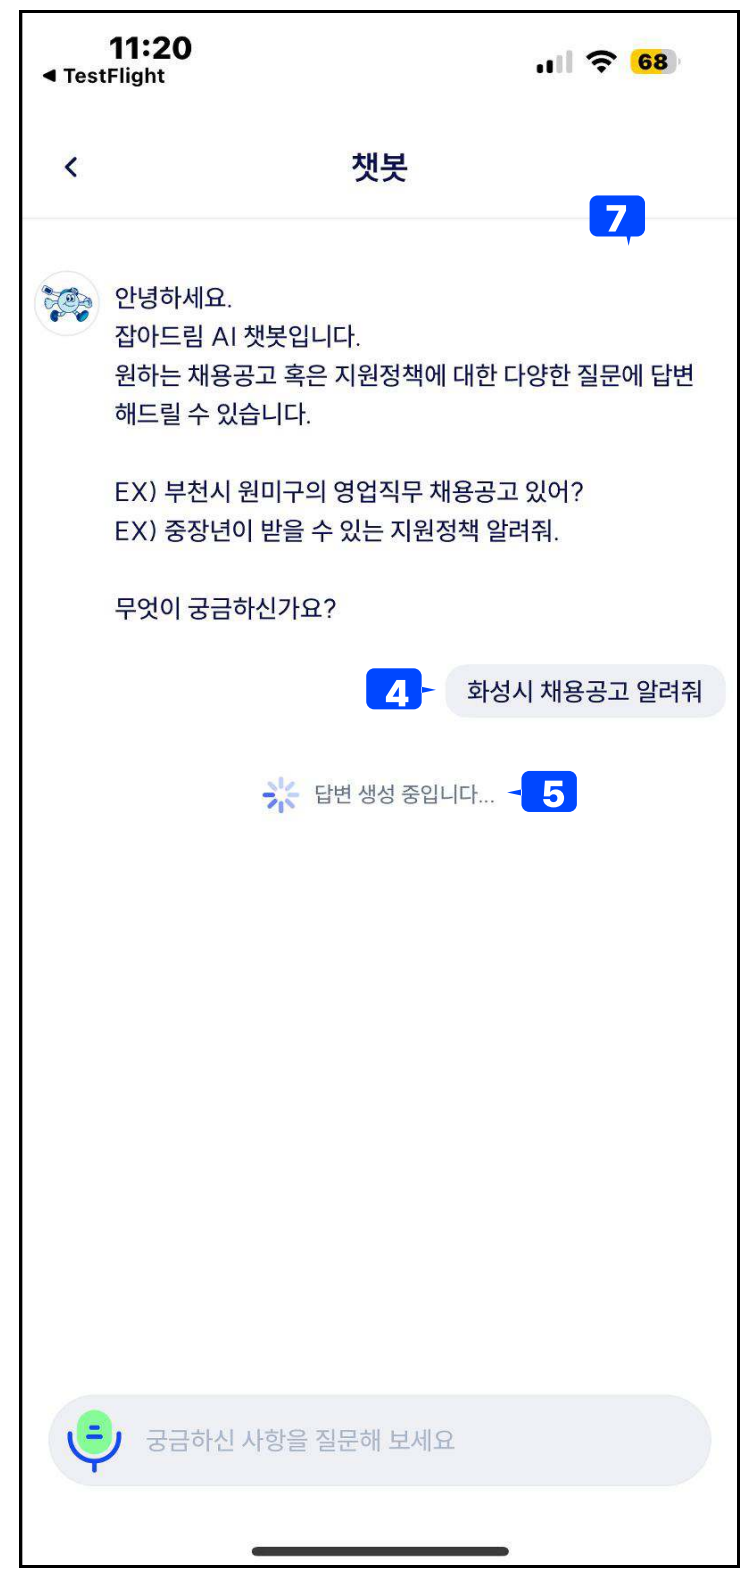 11:20
◀ TestFlight
68
챗봇
7
안녕하세요.
잡아드림 AI 챗봇입니다.
원하는 채용공고 혹은 지원정책에 대한 다양한 질문에 답변
해드릴 수 있습니다.
EX) 부천시 원미구의 영업직무 채용공고 있어?
EX) 중장년이 받을 수 있는 지원정책 알려줘.
무엇이 궁금하신가요?
4 화성시 채용공고 알려줘
답변 생성 중입니다... 5
궁금하신 사항을 질문해 보세요